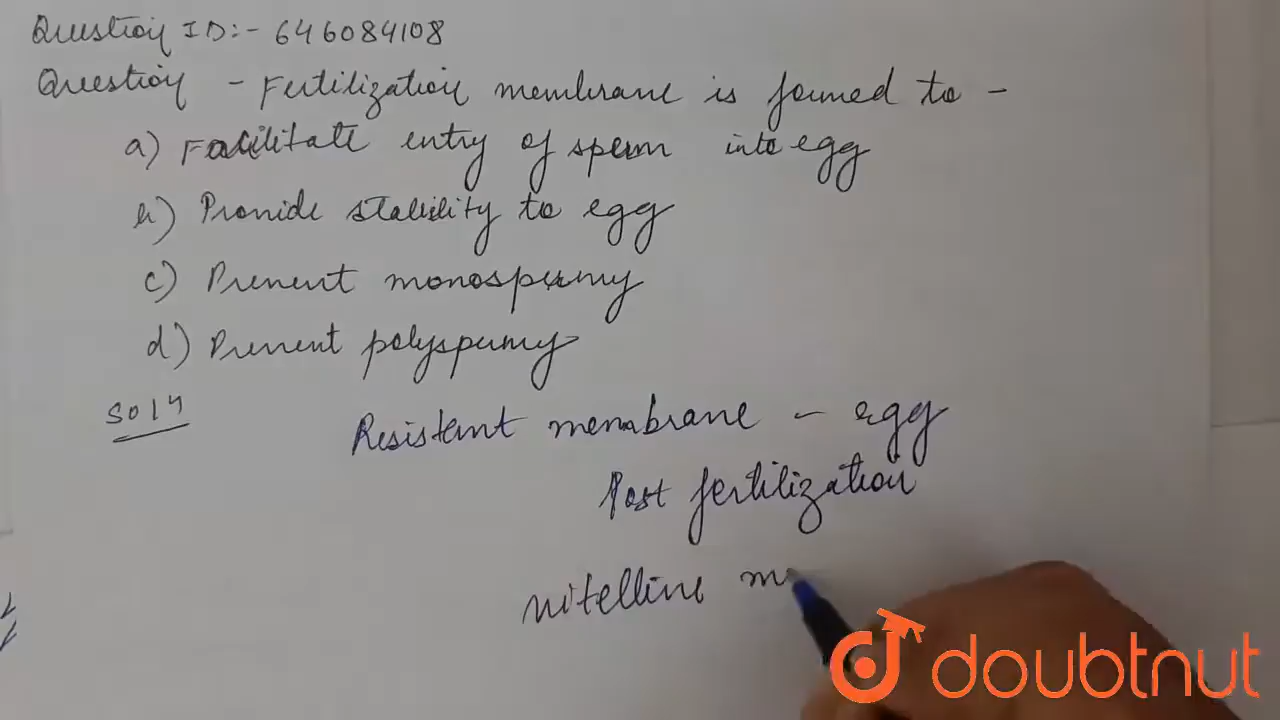 Question ID:- 646084108
Question - Fertilization membrane is formed to -
a) Facilitate entry of sperm into egg
b) Provide stability to egg
c) Prevent monospermy
d) Prevent polyspermy
Sol4
Resistant membrane - egg
Post fertilization
vitelline m
doubtnut